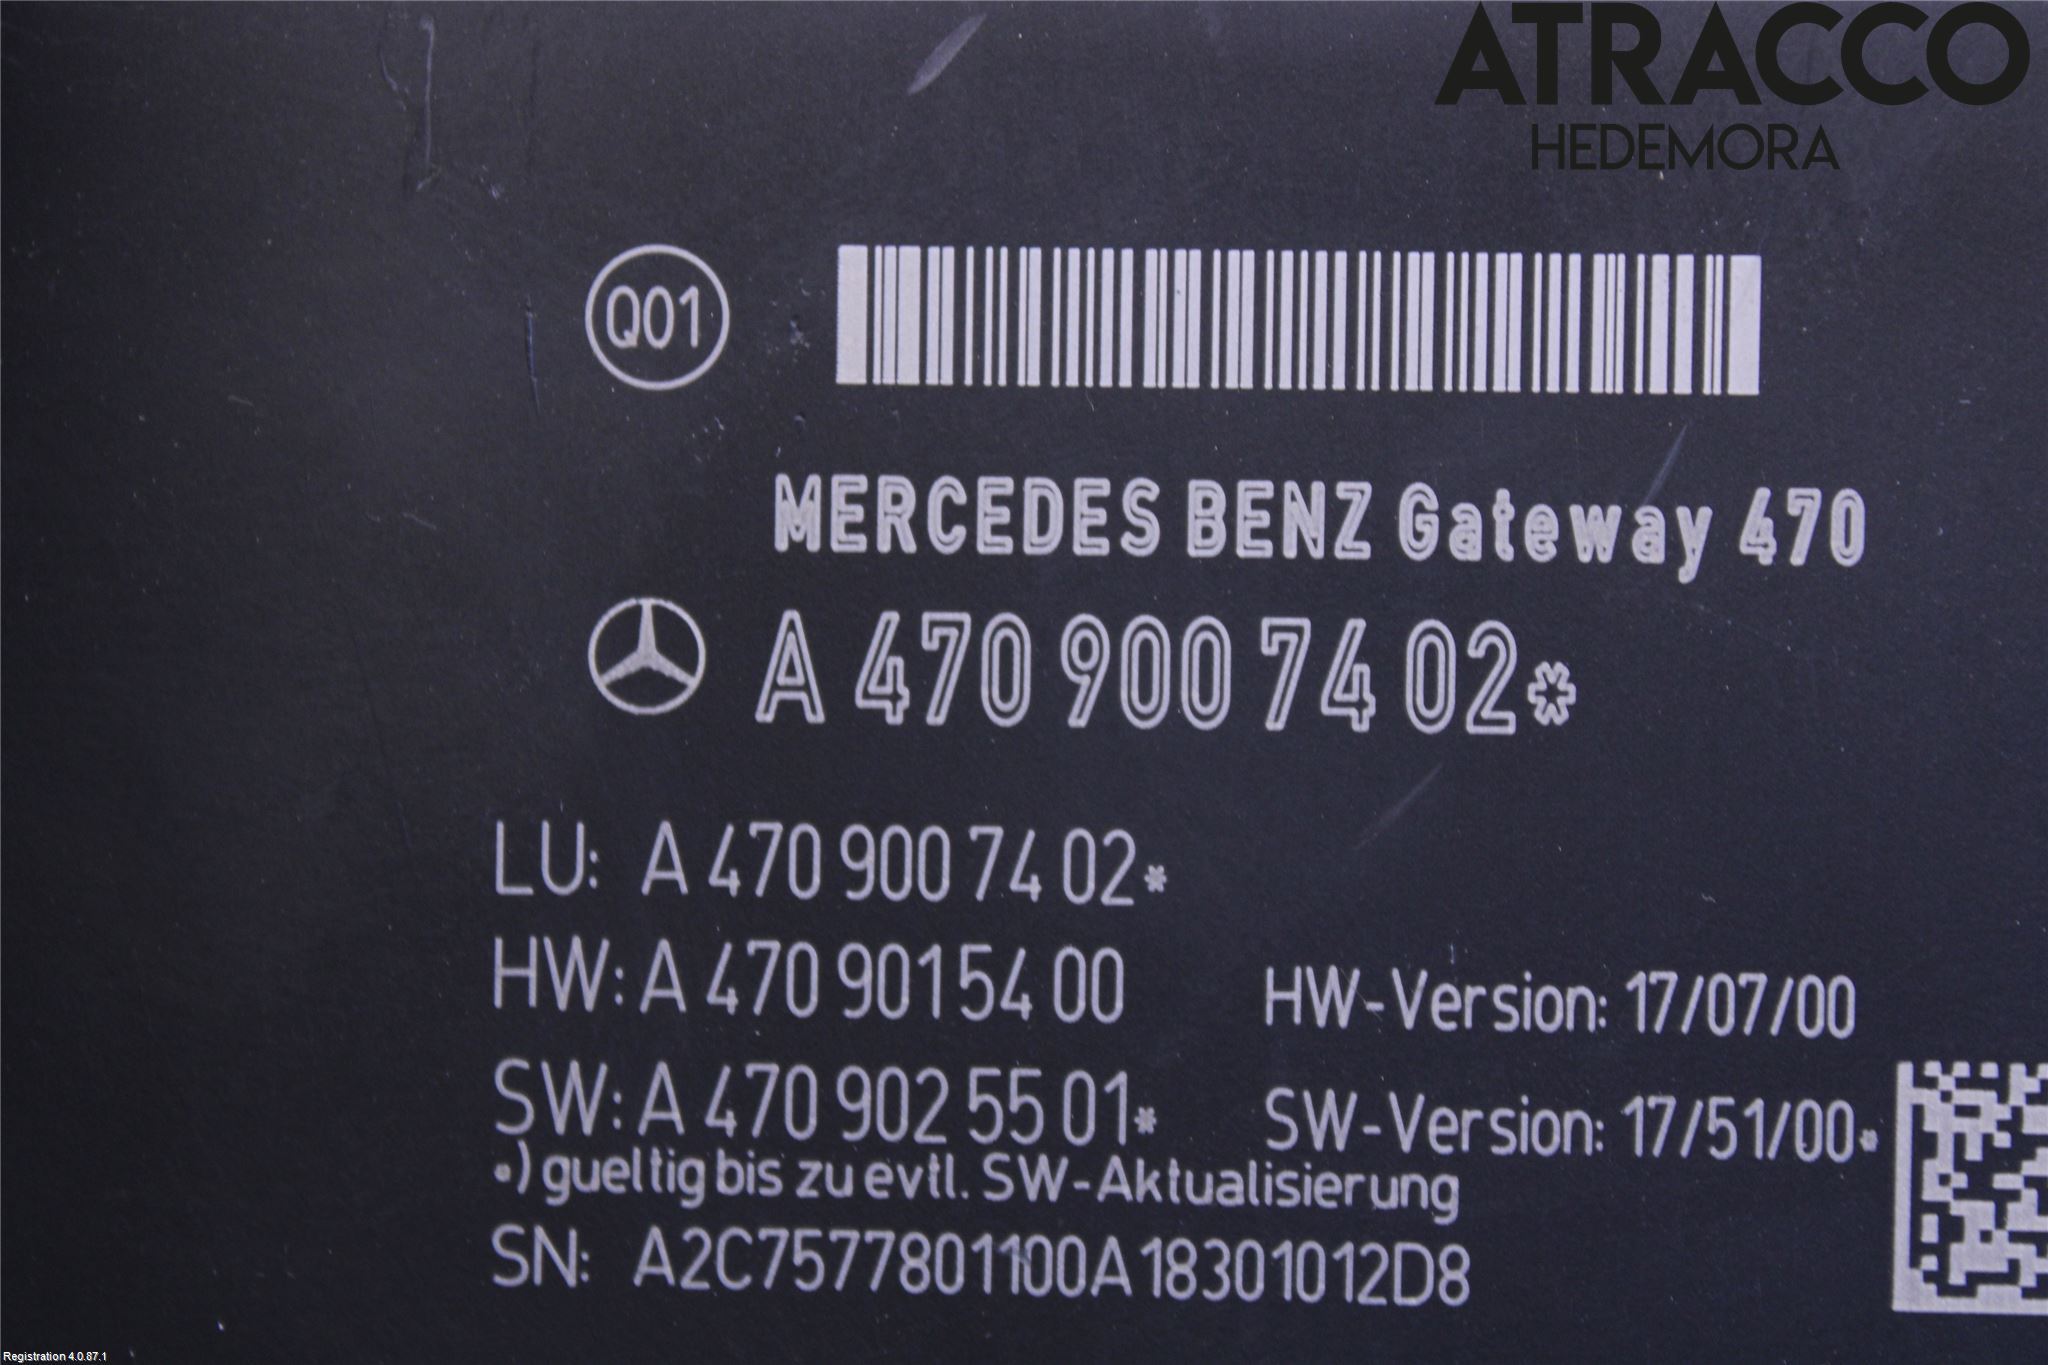 ATRACCO
HEDEMORA
Q01
MERCEDES BENZ Gateway 470
A 470 900 74 02*
LU: A 470 900 74 02*
HW: A 470 901 54 00 HW-Version: 17/07/00
SW: A 470 902 55 01* SW-Version: 17/51/00*
*) gueltig bis zu evtl. SW-Aktualisierung
SN: A2C7577801100A18301012D8
Registration 4.0.87.1